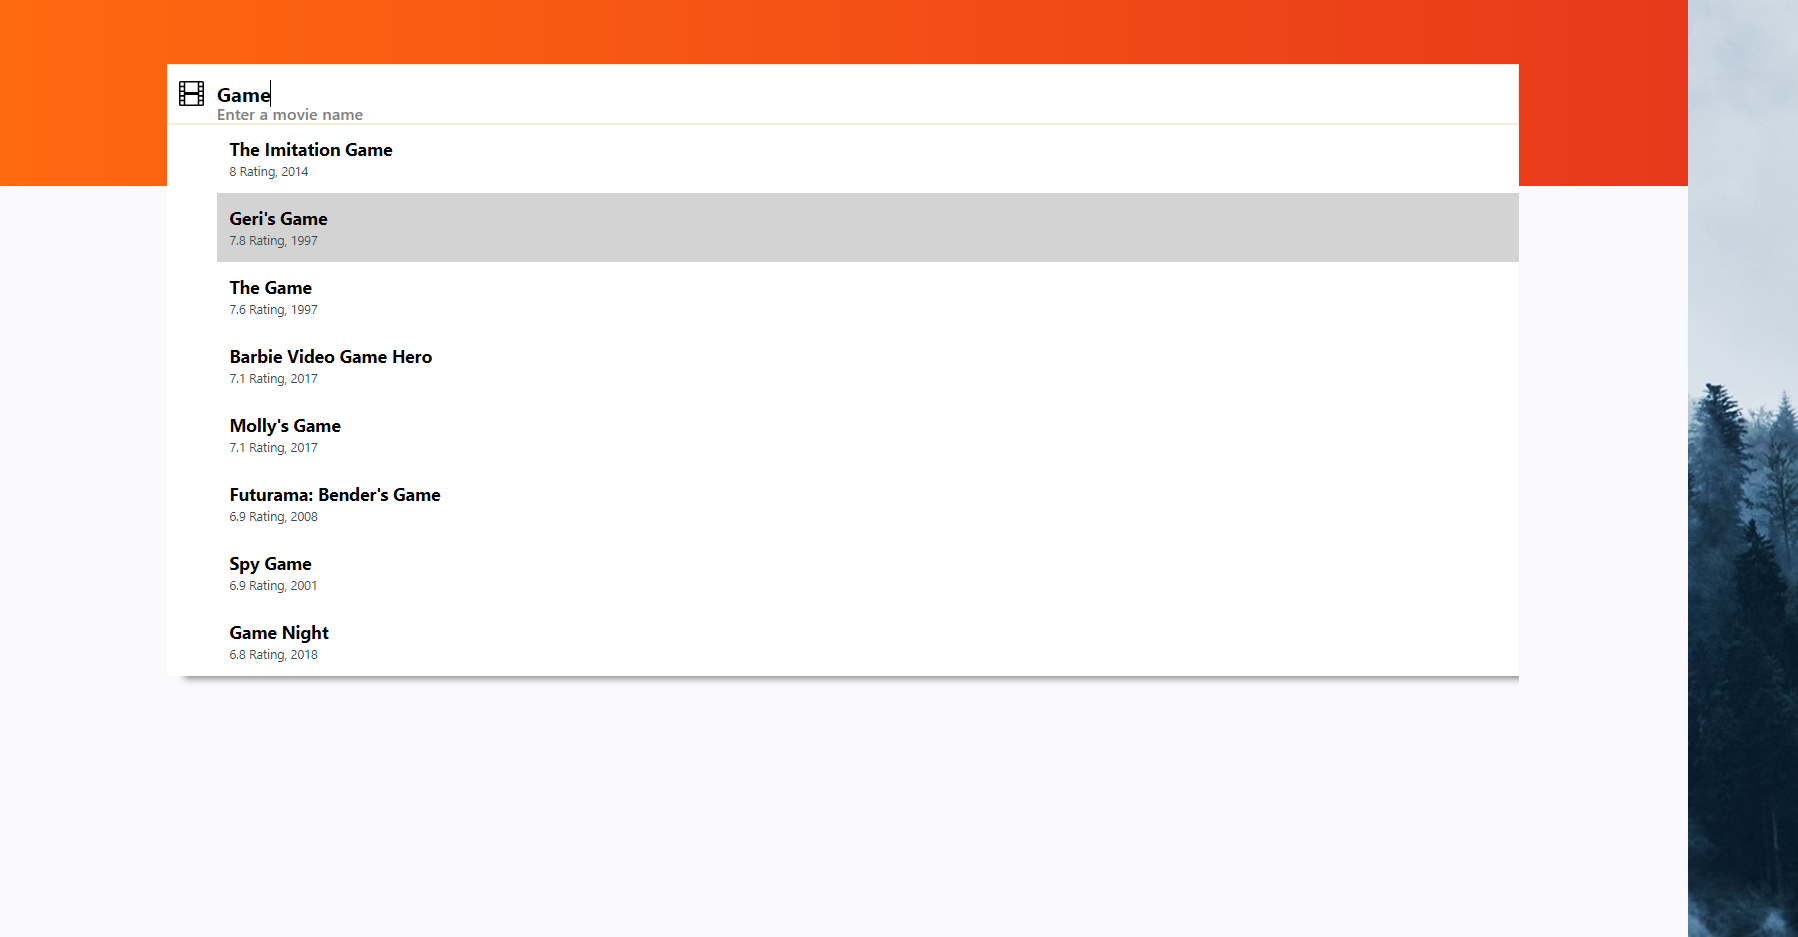 Game
Enter a movie name
The Imitation Game
8 Rating, 2014
Geri's Game
7.8 Rating, 1997
The Game
7.6 Rating, 1997
Barbie Video Game Hero
7.1 Rating, 2017
Molly's Game
7.1 Rating, 2017
Futurama: Bender's Game
6.9 Rating, 2008
Spy Game
6.9 Rating, 2001
Game Night
6.8 Rating, 2018